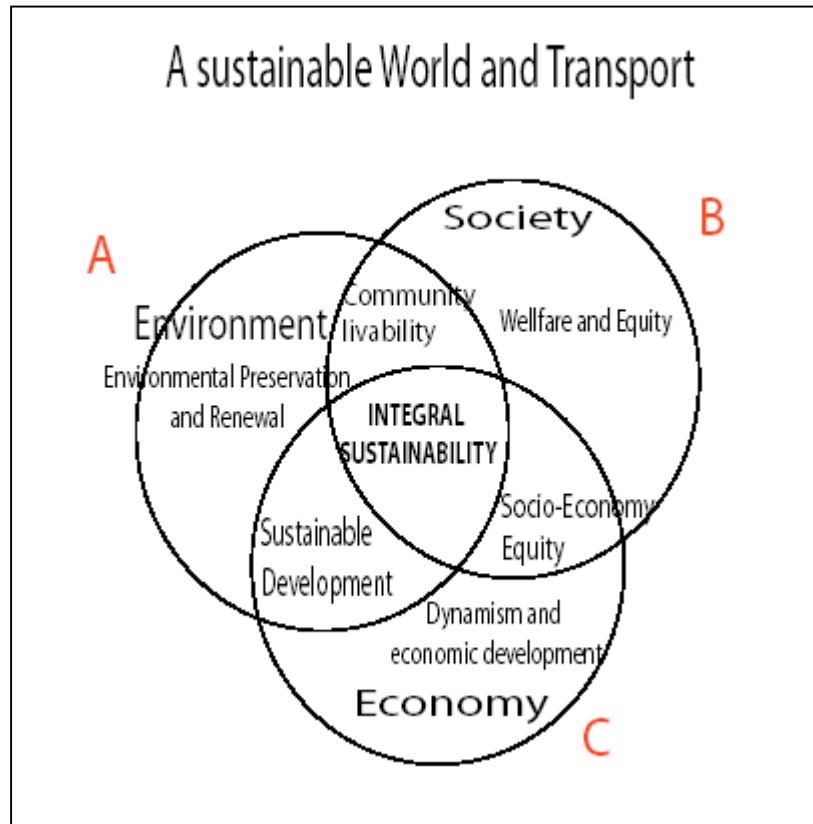 A sustainable World and Transport
Society
B
A
Community
livability
Environment
Wellfare and Equity
Environmental Preservation
and Renewal
INTEGRAL
SUSTAINABILITY
Socio-Economy
Equity
Sustainable
Development
Dynamism and
economic development
Economy
C